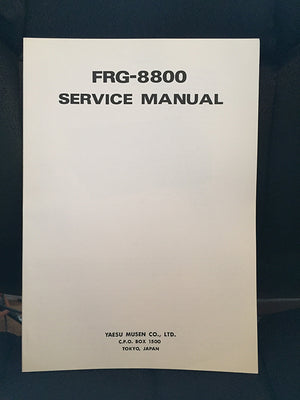 FRG-8800
SERVICE MANUAL
YAESU MUSEN CO., LTD.
C.P.O. BOX 1500
TOKYO, JAPAN